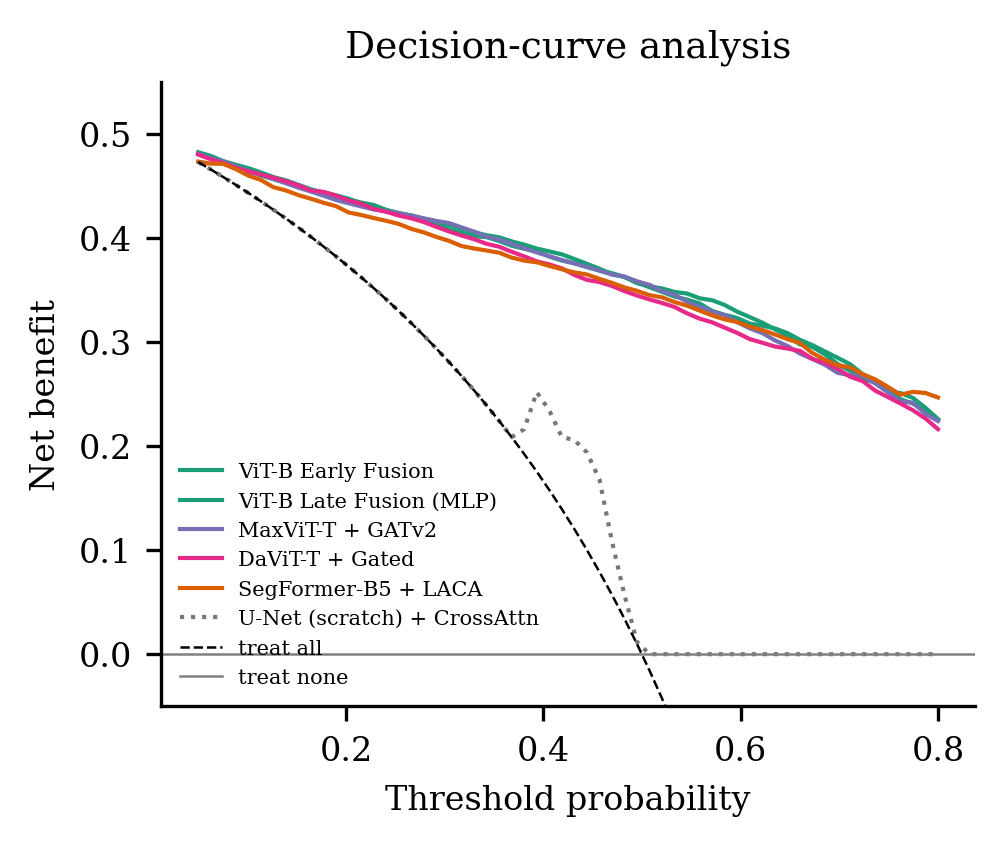 Decision-curve analysis
Net benefit
0.5
0.4
0.3
0.2
0.1
0.0
ViT-B Early Fusion
ViT-B Late Fusion (MLP)
MaxViT-T + GATv2
DaViT-T + Gated
SegFormer-B5 + LACA
U-Net (scratch) + CrossAttn
treat all
treat none
0.2 0.4 0.6 0.8
Threshold probability